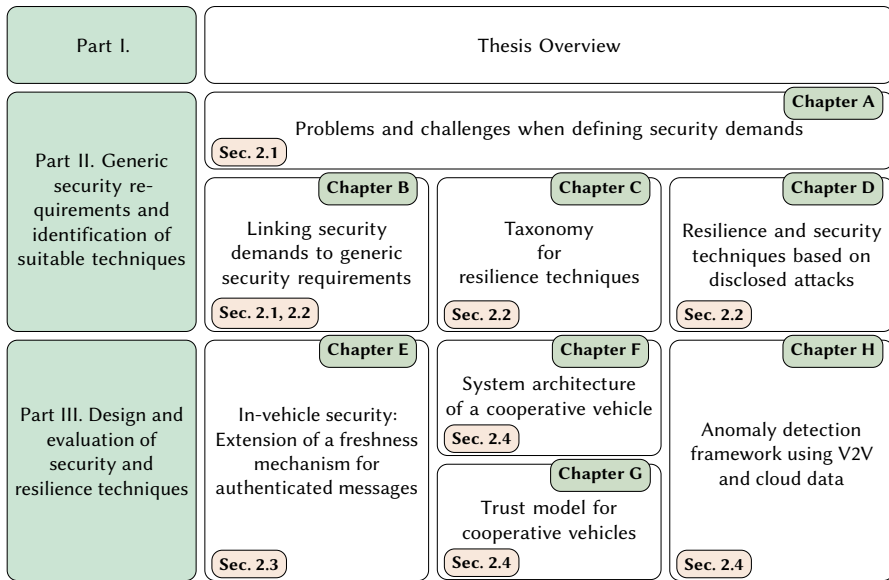 Part I.
Thesis Overview
Part II. Generic
security re-
quirements and
identification of
suitable techniques
Chapter A
Problems and challenges when defining security demands
Sec. 2.1
Chapter B
Linking security
demands to generic
security requirements
Sec. 2.1, 2.2
Chapter C
Taxonomy
for
resilience techniques
Sec. 2.2
Chapter D
Resilience and security
techniques based on
disclosed attacks
Sec. 2.2
Part III. Design and
evaluation of
security and
resilience techniques
Chapter E
In-vehicle security:
Extension of a freshness
mechanism for
authenticated messages
Sec. 2.3
Chapter F
System architecture
of a cooperative vehicle
Sec. 2.4
Chapter G
Trust model for
cooperative vehicles
Sec. 2.4
Chapter H
Anomaly detection
framework using V2V
and cloud data
Sec. 2.4